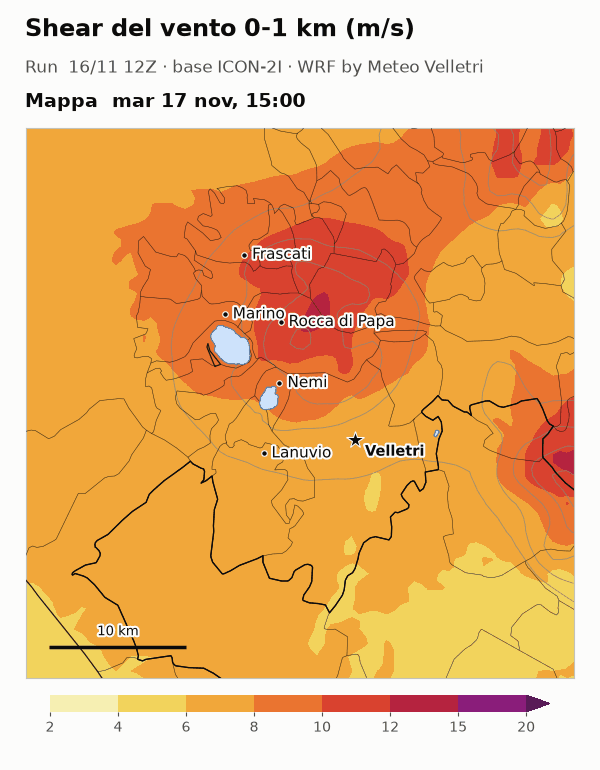 Shear del vento 0-1 km (m/s)
Run  16/11 12Z · base ICON-2I · WRF by Meteo Velletri
Mappa  mar 17 nov, 15:00
Frascati
Marino
Rocca di Papa
Nemi
Velletri
Lanuvio
10 km
2 4 6 8 10 12 15 20